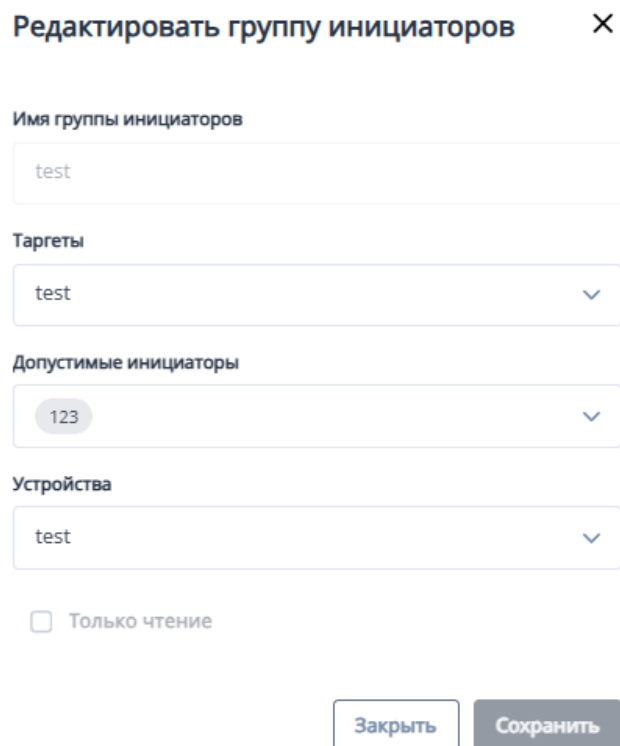 Редактировать группу инициаторов
Имя группы инициаторов
test
Таргеты
test
Допустимые инициаторы
123
Устройства
test
Только чтение
Закрыть Сохранить